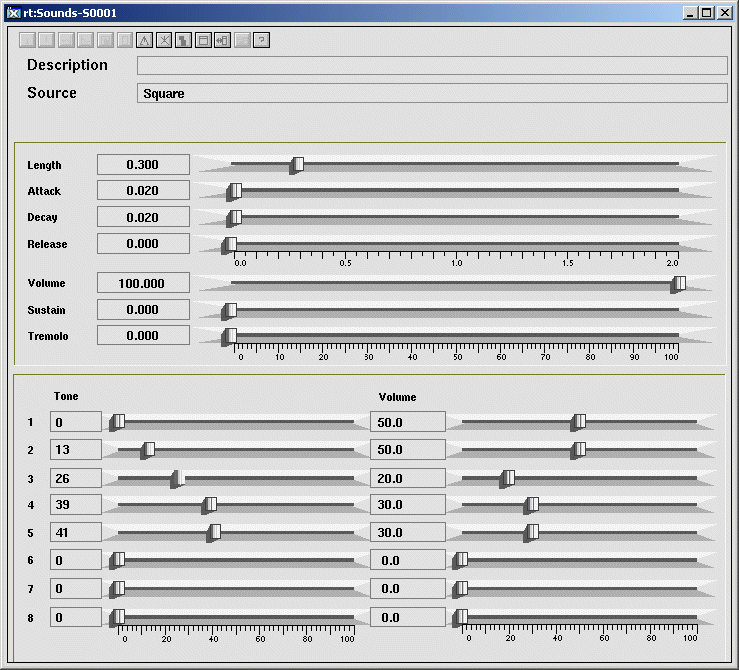 rt:Sounds-S0001
?
Description
Source Square
Length 0.300
Attack 0.020
Decay 0.020
Release 0.000
0.0 0.5 1.0 1.5 2.0
Volume 100.000
Sustain 0.000
Tremolo 0.000
0 10 20 30 40 50 60 70 80 90 100
Tone Volume
1 0 50.0
2 13 50.0
3 26 20.0
4 39 30.0
5 41 30.0
6 0 0.0
7 0 0.0
8 0 0.0
0 20 40 60 80 100 0 20 40 60 80 100